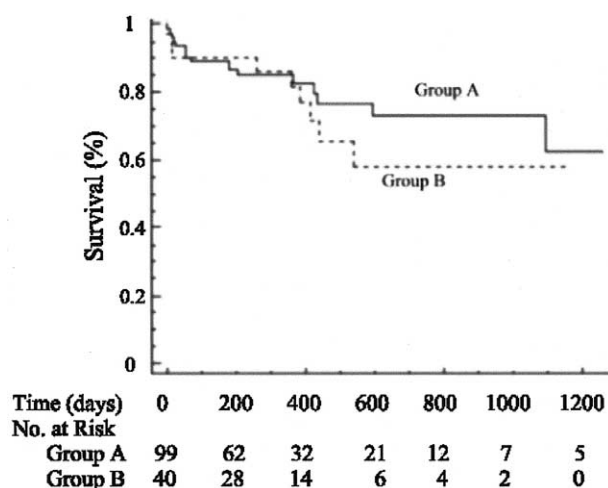 1
0.8
0.6
0.4
0.2
0
Survival (%)
Group A
Group B
Time (days) 0 200 400 600 800 1000 1200
No. at Risk
Group A 99 62 32 21 12 7 5
Group B 40 28 14 6 4 2 0